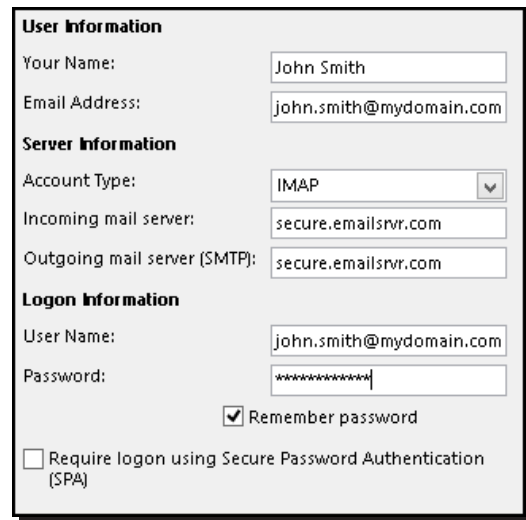 User Information
Your Name: John Smith
Email Address: john.smith@mydomain.com
Server Information
Account Type: IMAP
Incoming mail server: secure.emailsrvr.com
Outgoing mail server (SMTP): secure.emailsrvr.com
Logon Information
User Name: john.smith@mydomain.com
Password: ************
Remember password
Require logon using Secure Password Authentication
(SPA)